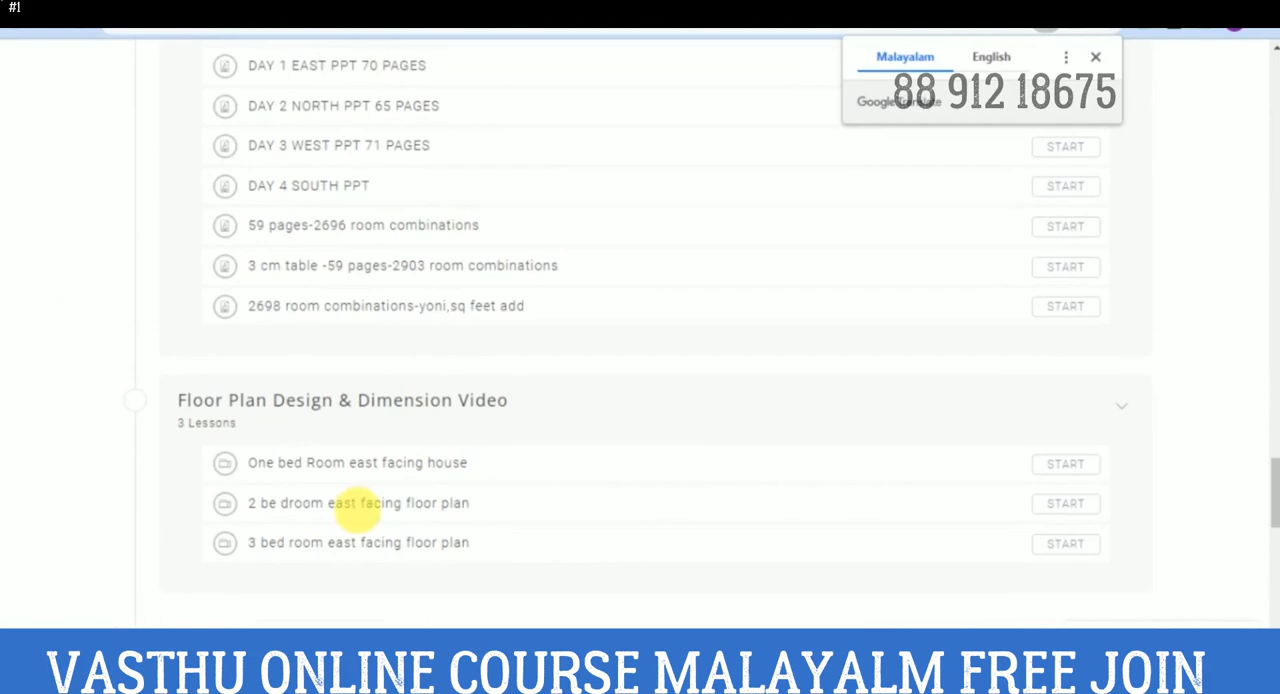 #1
DAY 1 EAST PPT 70 PAGES
Malayalam English
Google Translate
88 912 18675
DAY 2 NORTH PPT 65 PAGES
DAY 3 WEST PPT 71 PAGES START
DAY 4 SOUTH PPT START
59 pages-2696 room combinations START
3 cm table -59 pages-2903 room combinations START
2698 room combinations-yoni,sq feet add START
Floor Plan Design & Dimension Video
3 Lessons
One bed Room east facing house START
2 be droom east facing floor plan START
3 bed room east facing floor plan START
VASTHU ONLINE COURSE MALAYALM FREE JOIN